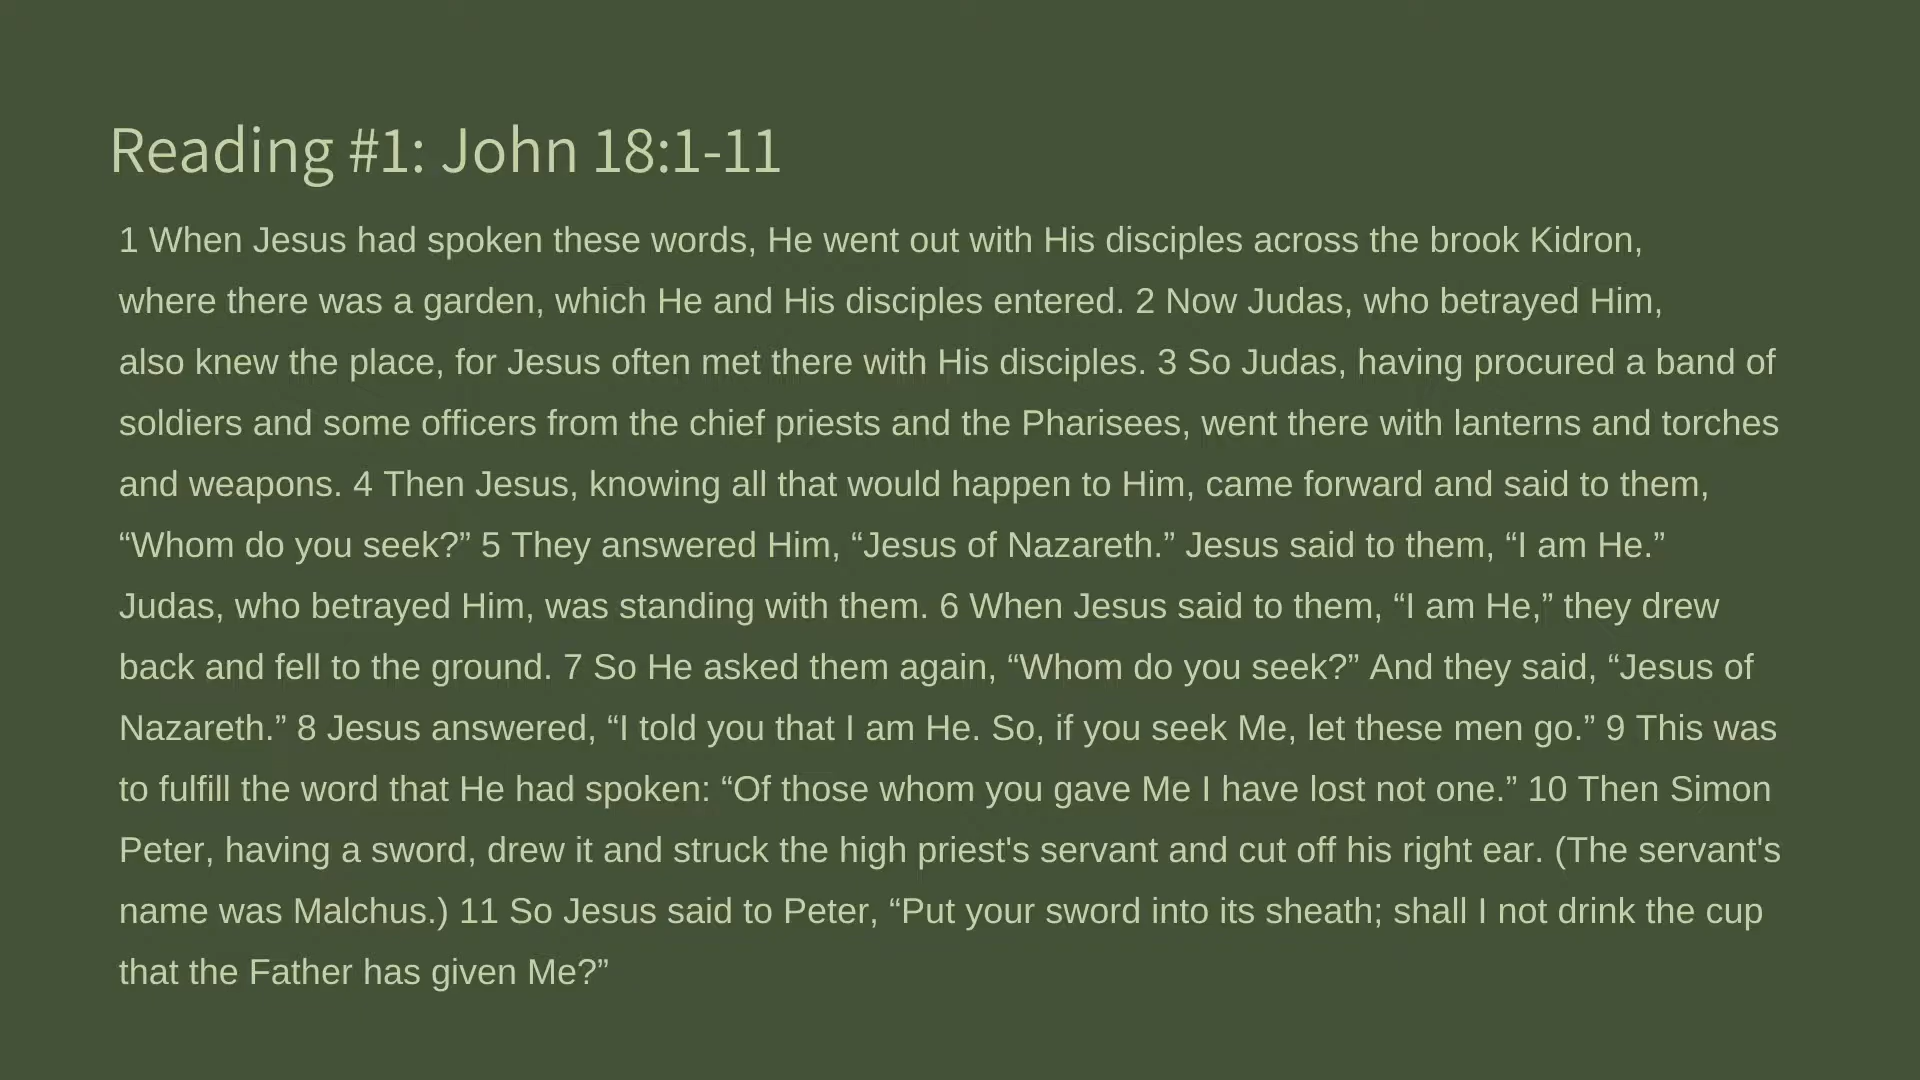 Reading #1: John 18:1-11
1 When Jesus had spoken these words, He went out with His disciples across the brook Kidron,
where there was a garden, which He and His disciples entered. 2 Now Judas, who betrayed Him,
also knew the place, for Jesus often met there with His disciples. 3 So Judas, having procured a band of
soldiers and some officers from the chief priests and the Pharisees, went there with lanterns and torches
and weapons. 4 Then Jesus, knowing all that would happen to Him, came forward and said to them,
“Whom do you seek?” 5 They answered Him, “Jesus of Nazareth.” Jesus said to them, “I am He.”
Judas, who betrayed Him, was standing with them. 6 When Jesus said to them, “I am He,” they drew
back and fell to the ground. 7 So He asked them again, “Whom do you seek?” And they said, “Jesus of
Nazareth.” 8 Jesus answered, “I told you that I am He. So, if you seek Me, let these men go.” 9 This was
to fulfill the word that He had spoken: “Of those whom you gave Me I have lost not one.” 10 Then Simon
Peter, having a sword, drew it and struck the high priest's servant and cut off his right ear. (The servant's
name was Malchus.) 11 So Jesus said to Peter, “Put your sword into its sheath; shall I not drink the cup
that the Father has given Me?”